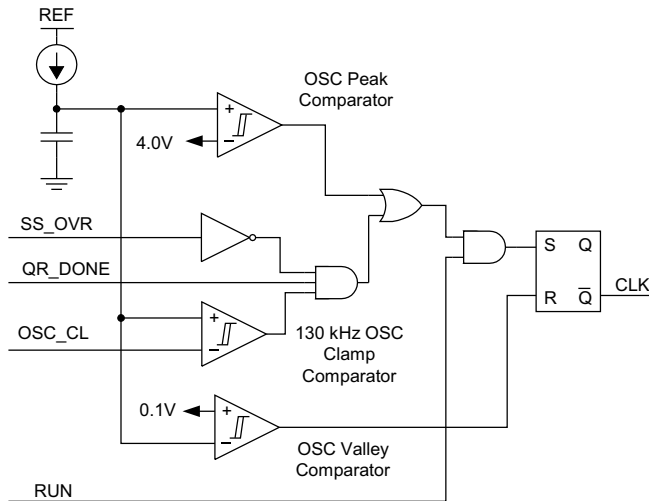 REF
OSC Peak
Comparator
+
−
4.0V
SS_OVR
QR_DONE
OSC_CL
+
−
130 kHz OSC
Clamp
Comparator
S Q
R Q̅
CLK
0.1V
+
−
OSC Valley
Comparator
RUN